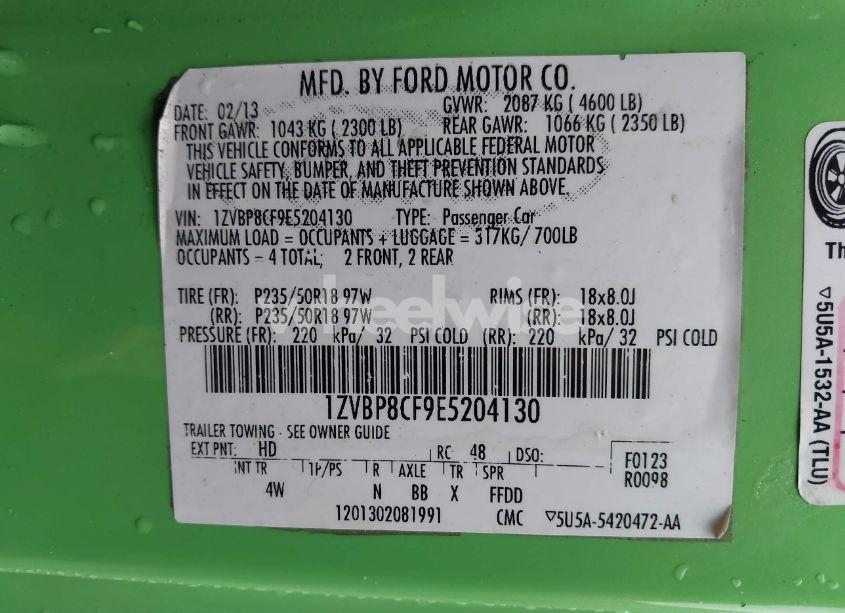 MFD. BY FORD MOTOR CO.
DATE: 02/13 GVWR: 2087 KG ( 4600 LB)
FRONT GAWR: 1043 KG ( 2300 LB) REAR GAWR: 1066 KG ( 2350 LB)
THIS VEHICLE CONFORMS TO ALL APPLICABLE FEDERAL MOTOR
VEHICLE SAFETY, BUMPER, AND THEFT PREVENTION STANDARDS
IN EFFECT ON THE DATE OF MANUFACTURE SHOWN ABOVE.
VIN: 1ZVBP8CF9E5204130 TYPE: Passenger Car
MAXIMUM LOAD = OCCUPANTS + LUGGAGE = 317KG/ 700LB
OCCUPANTS = 4 TOTAL; 2 FRONT, 2 REAR
TIRE (FR): P235/50R18 97W RIMS (FR): 18x8.0J
(RR): P235/50R18 97W (RR): 18x8.0J
wheelwise
PRESSURE (FR): 220 kPa/ 32 PSI COLD (RR): 220 kPa/ 32 PSI COLD
1ZVBP8CF9E5204130
TRAILER TOWING - SEE OWNER GUIDE
EXT PNT: HD RC 48 DSO: F0123
INT TR TP/PS R AXLE TR SPR R0098
4W N BB X FFDD
1201302081991 CMC ▽5U5A-5420472-AA
Th
▽5U5A-1532-AA (TLU)